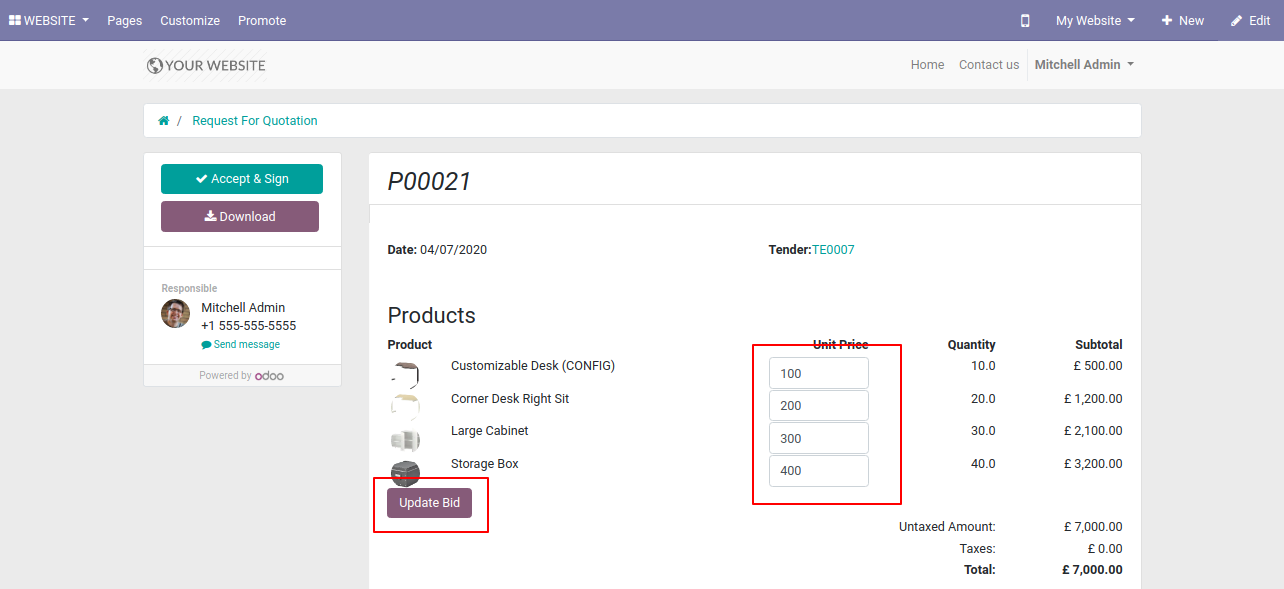 WEBSITE Pages Customize Promote My Website New Edit
YOUR WEBSITE Home Contact us Mitchell Admin
/ Request For Quotation
Accept & Sign
Download
Responsible
Mitchell Admin
+1 555-555-5555
Send message
Powered by odoo
P00021
Date: 04/07/2020 Tender:TE0007
Products
Product Unit Price Quantity Subtotal
Customizable Desk (CONFIG) 100 10.0 £ 500.00
Corner Desk Right Sit 200 20.0 £ 1,200.00
Large Cabinet 300 30.0 £ 2,100.00
Storage Box 400 40.0 £ 3,200.00
Update Bid
Untaxed Amount: £ 7,000.00
Taxes: £ 0.00
Total: £ 7,000.00